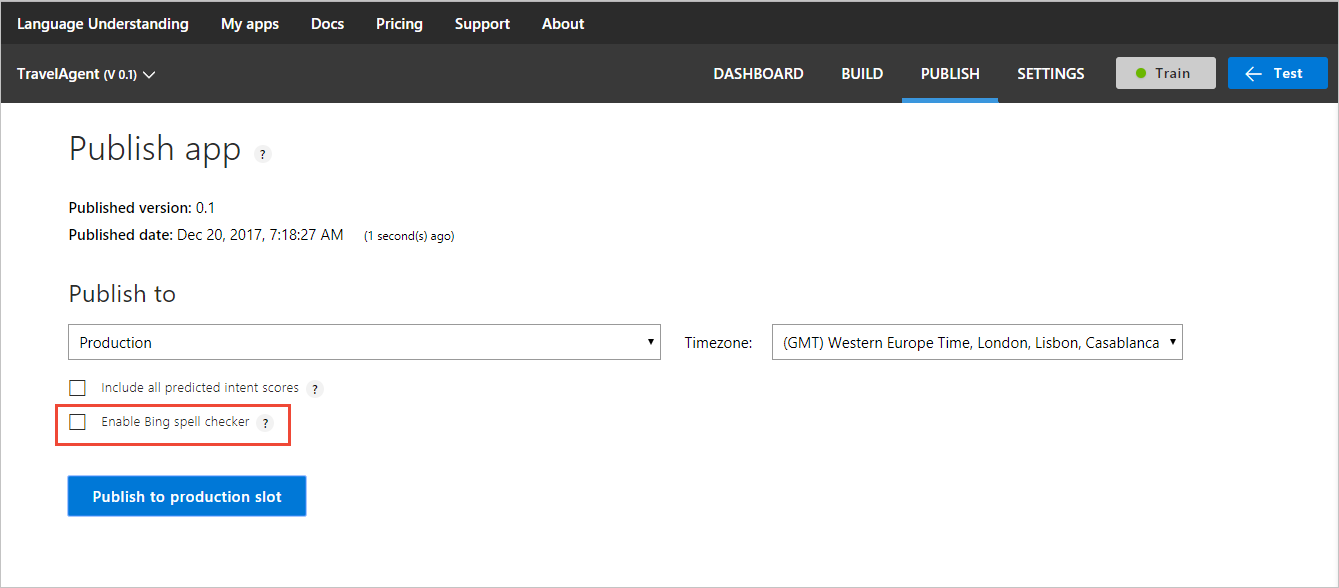 Language Understanding My apps Docs Pricing Support About
TravelAgent (V 0.1) DASHBOARD BUILD PUBLISH SETTINGS Train Test
Publish app ?
Published version: 0.1
Published date: Dec 20, 2017, 7:18:27 AM (1 second(s) ago)
Publish to
Production Timezone: (GMT) Western Europe Time, London, Lisbon, Casablanca
Include all predicted intent scores ?
Enable Bing spell checker ?
Publish to production slot